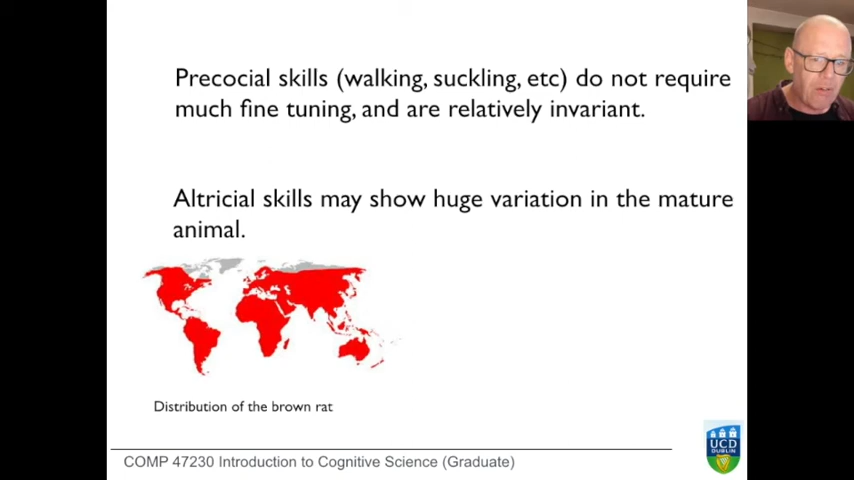 Precocial skills (walking, suckling, etc) do not require
much fine tuning, and are relatively invariant.
Altricial skills may show huge variation in the mature
animal.
Distribution of the brown rat
COMP 47230 Introduction to Cognitive Science (Graduate)
UCD
DUBLIN